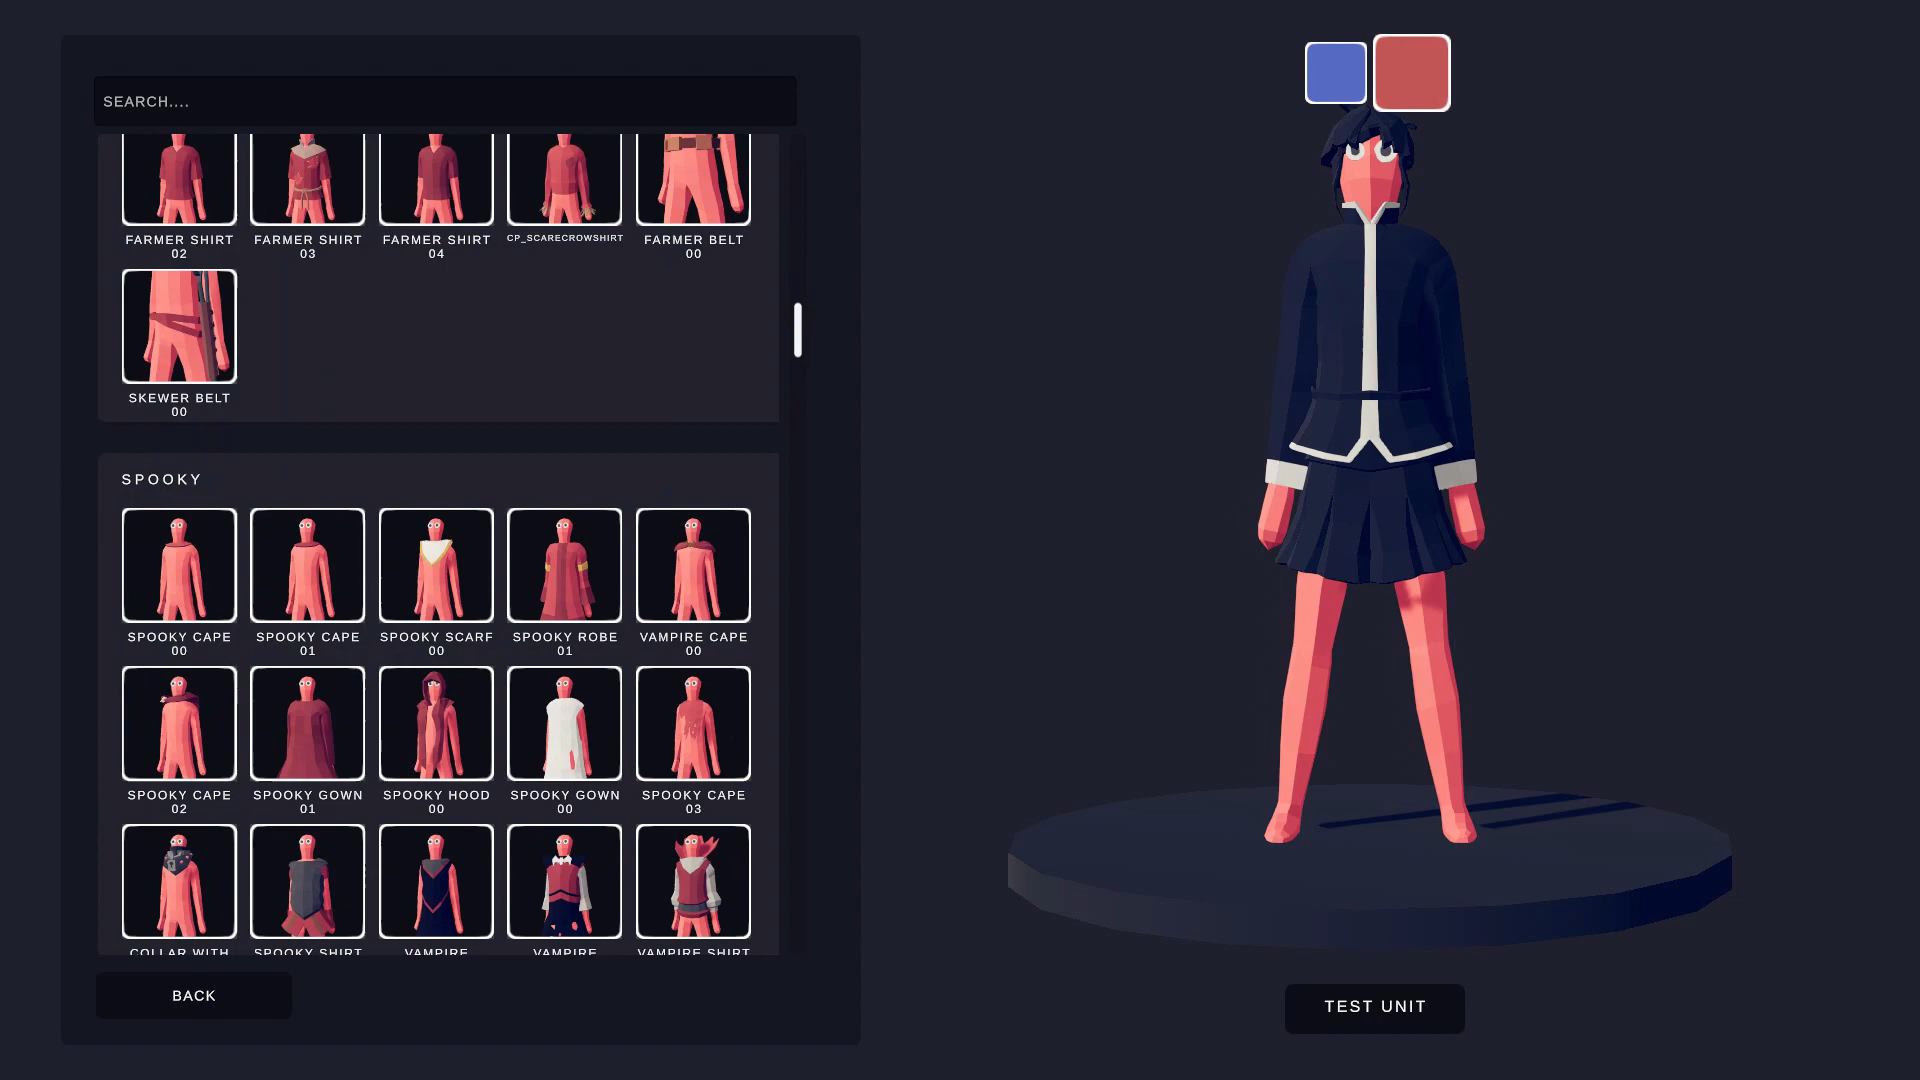 SEARCH....
FARMER SHIRT
02
FARMER SHIRT
03
FARMER SHIRT
04
CP_SCARECROWSHIRT
FARMER BELT
00
SKEWER BELT
00
SPOOKY
SPOOKY CAPE
00
SPOOKY CAPE
01
SPOOKY SCARF
00
SPOOKY ROBE
01
VAMPIRE CAPE
00
SPOOKY CAPE
02
SPOOKY GOWN
01
SPOOKY HOOD
00
SPOOKY GOWN
00
SPOOKY CAPE
03
COLLAR WITH
SPOOKY SHIRT
VAMPIRE
VAMPIRE
VAMPIRE SHIRT
BACK
TEST UNIT